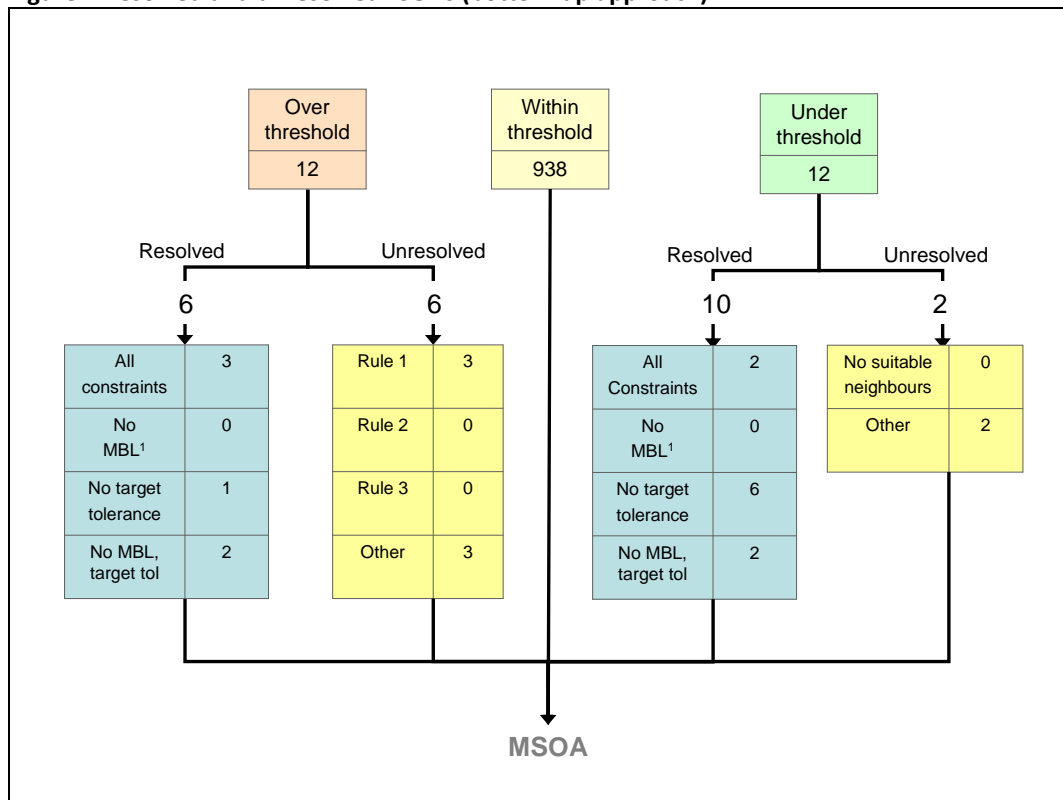 Over
threshold
12
Within
threshold
938
Under
threshold
12
Resolved
Unresolved
6
6
Resolved
Unresolved
10
2
All
constraints
3
No
MBL¹
0
No target
tolerance
1
No MBL,
target tol
2
Rule 1
3
Rule 2
0
Rule 3
0
Other
3
All
Constraints
2
No
MBL¹
0
No target
tolerance
6
No MBL,
target tol
2
No suitable
neighbours
0
Other
2
MSOA